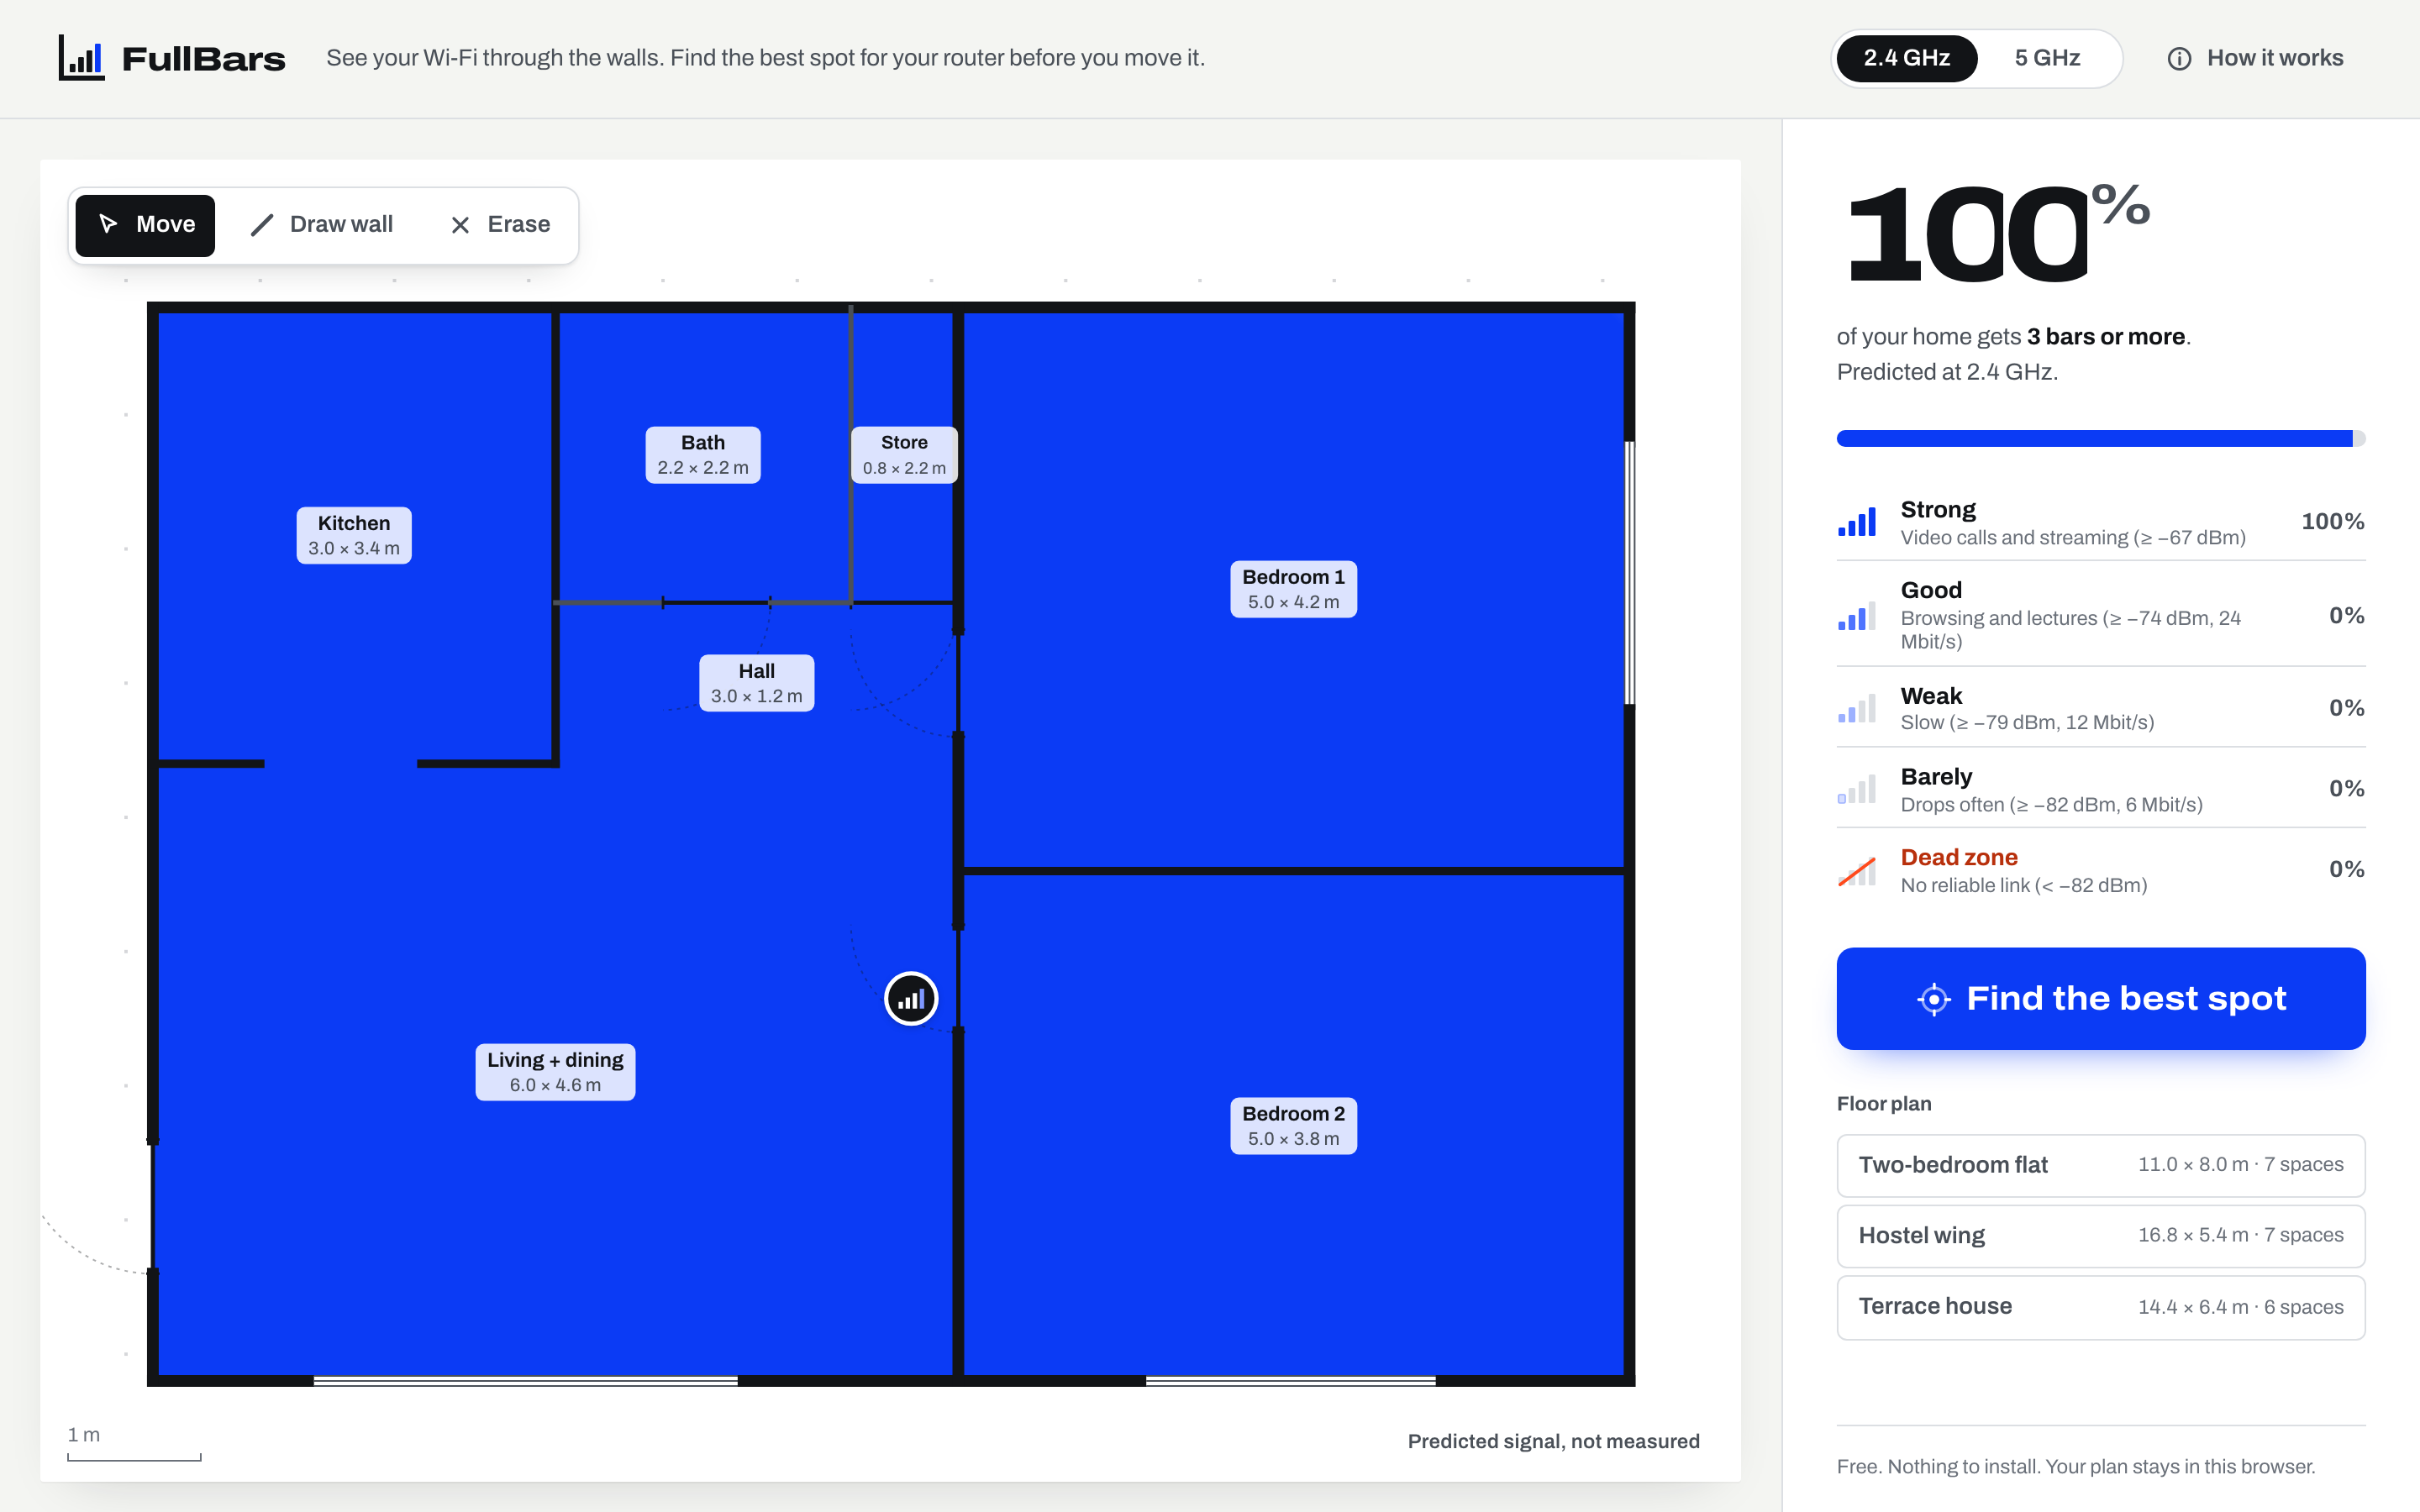 FullBars
See your Wi-Fi through the walls. Find the best spot for your router before you move it.
2.4 GHz
5 GHz
How it works
Move
Draw wall
Erase
Bath
2.2 × 2.2 m
Store
0.8 × 2.2 m
Kitchen
3.0 × 3.4 m
Bedroom 1
5.0 × 4.2 m
Hall
3.0 × 1.2 m
Living + dining
6.0 × 4.6 m
Bedroom 2
5.0 × 3.8 m
1 m
Predicted signal, not measured
100%
of your home gets 3 bars or more.
Predicted at 2.4 GHz.
Strong
Video calls and streaming (≥ −67 dBm)
100%
Good
Browsing and lectures (≥ −74 dBm, 24
Mbit/s)
0%
Weak
Slow (≥ −79 dBm, 12 Mbit/s)
0%
Barely
Drops often (≥ −82 dBm, 6 Mbit/s)
0%
Dead zone
No reliable link (< −82 dBm)
0%
Find the best spot
Floor plan
Two-bedroom flat
11.0 × 8.0 m · 7 spaces
Hostel wing
16.8 × 5.4 m · 7 spaces
Terrace house
14.4 × 6.4 m · 6 spaces
Free. Nothing to install. Your plan stays in this browser.